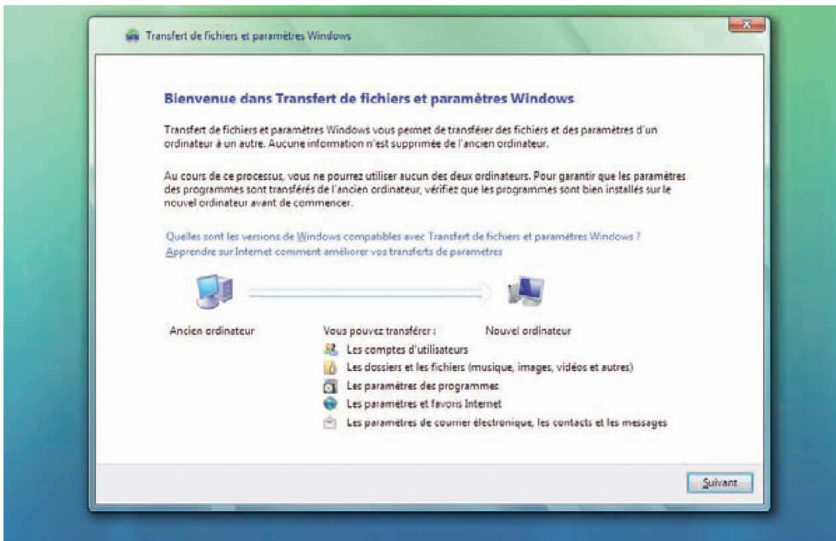 Transfert de fichiers et paramètres Windows
Bienvenue dans Transfert de fichiers et paramètres Windows
Transfert de fichiers et paramètres Windows vous permet de transférer des fichiers et des paramètres d'un
ordinateur à un autre. Aucune information n'est supprimée de l'ancien ordinateur.
Au cours de ce processus, vous ne pourrez utiliser aucun des deux ordinateurs. Pour garantir que les paramètres
des programmes sont transférés de l'ancien ordinateur, vérifiez que les programmes sont bien installés sur le
nouvel ordinateur avant de commencer.
Quelles sont les versions de Windows compatibles avec Transfert de fichiers et paramètres Windows ?
Apprendre sur Internet comment améliorer vos transferts de paramètres
Ancien ordinateur
Vous pouvez transférer :
Nouvel ordinateur
Les comptes d'utilisateurs
Les dossiers et les fichiers (musique, images, vidéos et autres)
Les paramètres des programmes
Les paramètres et favoris Internet
Les paramètres de courrier électronique, les contacts et les messages
Suivant